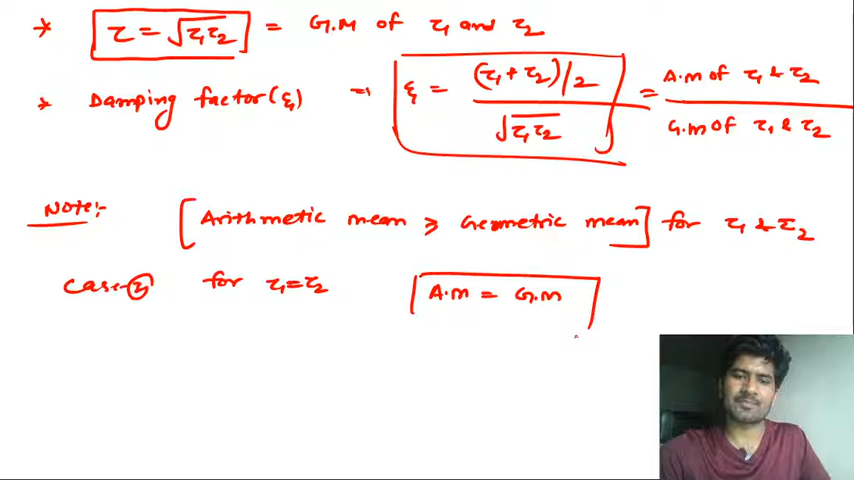 * τ = √τ₁τ₂ = G.M of τ₁ and τ₂
* Damping factor(ξ) → ξ = (τ₁+τ₂)/2 / √τ₁τ₂ = A.M of τ₁ & τ₂ / G.M of τ₁ & τ₂
Note:- [Arithmetic mean ≥ Geometric mean] for τ₁ & τ₂
Case-① for τ₁=τ₂ A.M = G.M